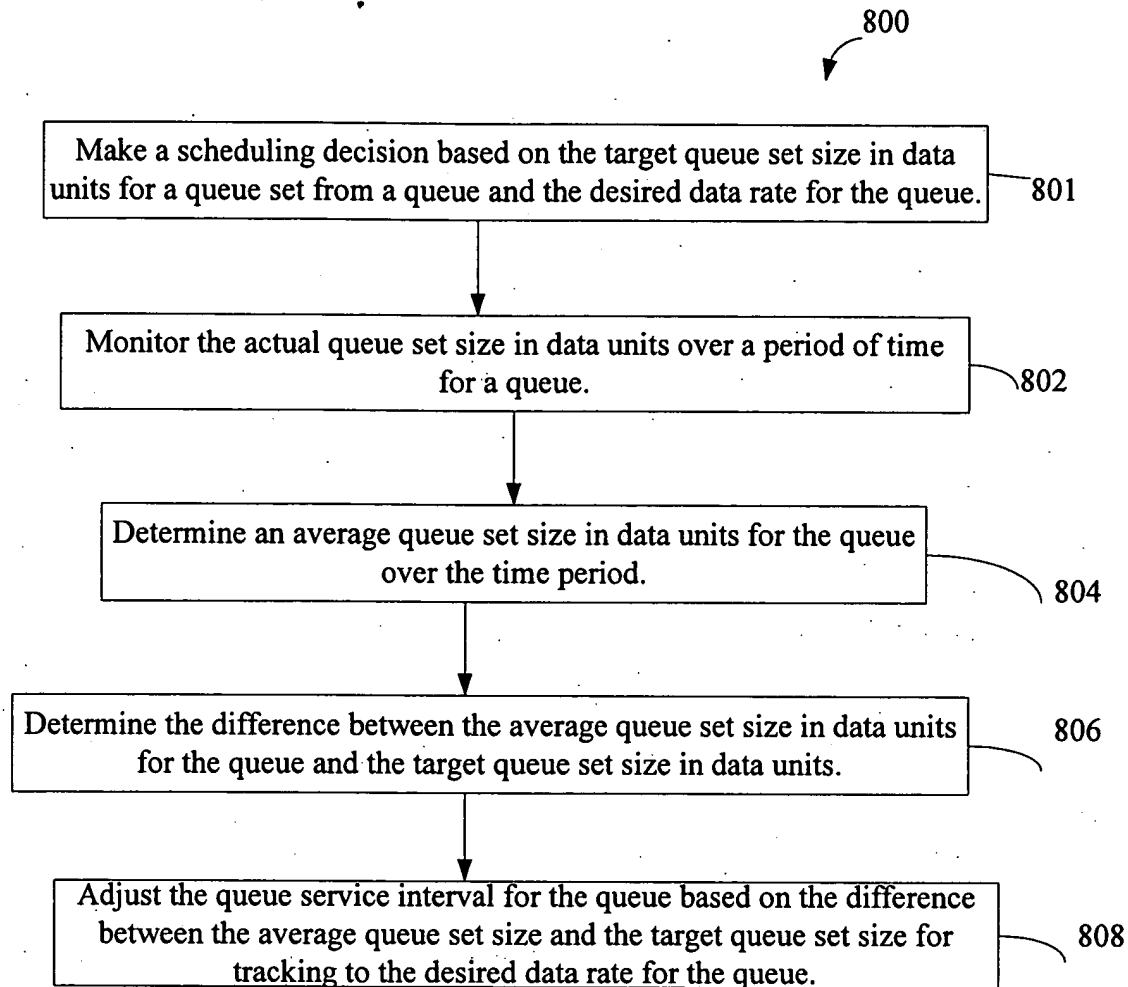 800
Make a scheduling decision based on the target queue set size in data
units for a queue set from a queue and the desired data rate for the queue.
801
Monitor the actual queue set size in data units over a period of time
for a queue.
802
Determine an average queue set size in data units for the queue
over the time period.
804
Determine the difference between the average queue set size in data units
for the queue and the target queue set size in data units.
806
Adjust the queue service interval for the queue based on the difference
between the average queue set size and the target queue set size for
tracking to the desired data rate for the queue.
808